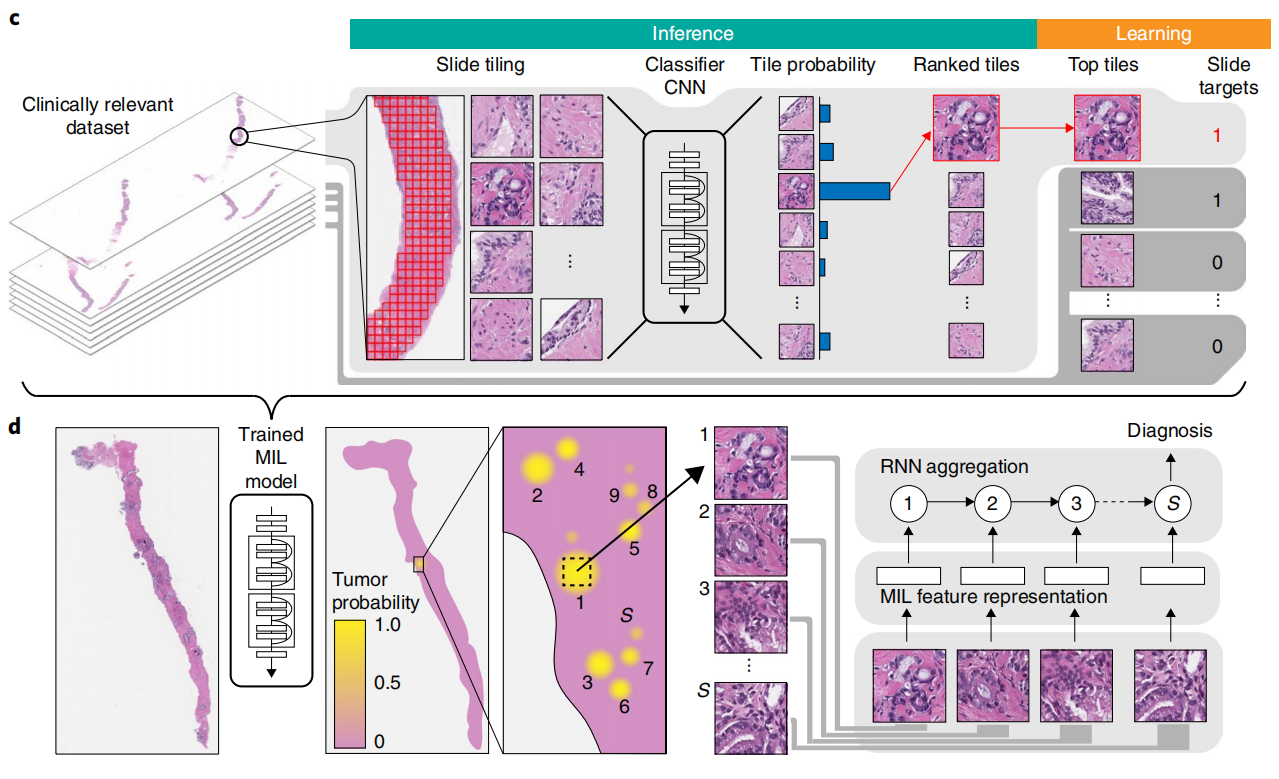 c
Inference
Learning
Clinically relevant
dataset
Slide tiling
Classifier
CNN
Tile probability
Ranked tiles
Top tiles
Slide
targets
1
1
0
0
d
Trained
MIL
model
Tumor
probability
1.0
0.5
0
4
2
9
8
5
1
S
7
3
6
1
2
3
S
Diagnosis
RNN aggregation
1
2
3
S
MIL feature representation